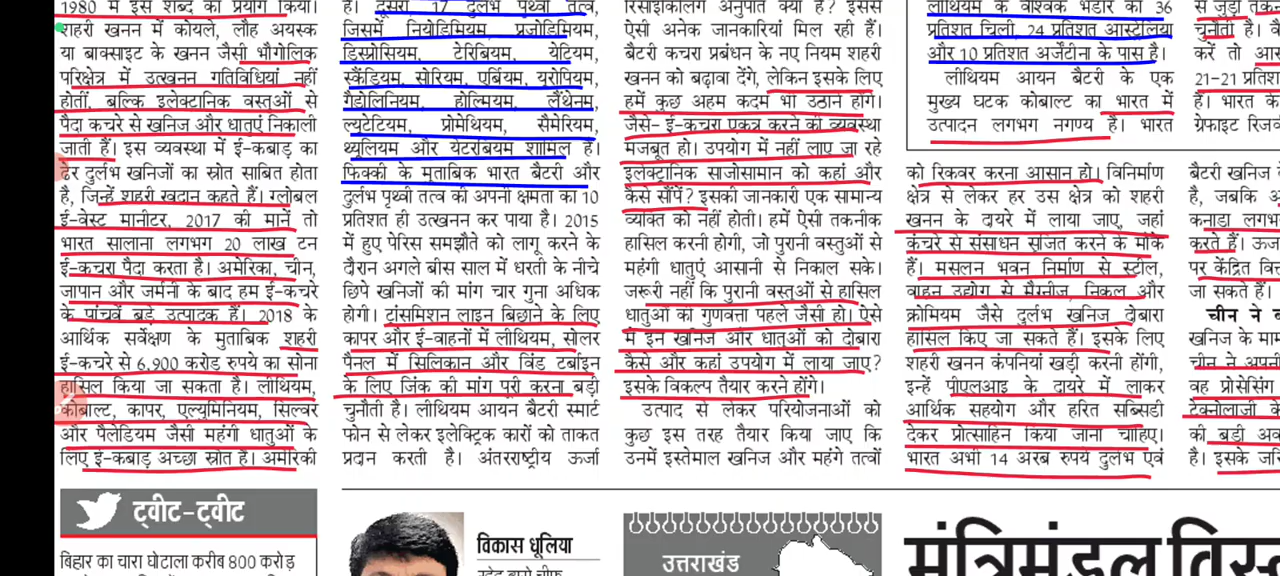 1980 में इस शब्द का प्रयोग किया।
शहरी खनन में कोयले, लौह अयस्क
या बाक्साइट के खनन जैसी भौगोलिक
परिक्षेत्र में उत्खनन गतिविधियां नहीं
होतीं, बल्कि इलेक्टानिक वस्तुओं से
पैदा कचरे से खनिज और धातुएं निकाली
जाती हैं। इस व्यवस्था में ई-कबाड़ का
ढेर दुर्लभ खनिजों का स्रोत साबित होता
है, जिन्हें शहरी खदान कहते हैं। ग्लोबल
ई-वेस्ट मानीटर, 2017 की मानें तो
भारत सालाना लगभग 20 लाख टन
ई-कचरा पैदा करता है। अमेरिका, चीन,
जापान और जर्मनी के बाद हम ई-कचरे
के पांचवें बड़े उत्पादक हैं। 2018 के
आर्थिक सर्वेक्षण के मुताबिक शहरी
ई-कचरे से 6,900 करोड़ रुपये का सोना
हासिल किया जा सकता है। लीथियम,
कोबाल्ट, कापर, एल्युमिनियम, सिल्वर
और पैलेडियम जैसी महंगी धातुओं के
लिए ई-कबाड़ अच्छा स्रोत है। अमेरिकी
ट्वीट-ट्वीट
बिहार का चारा घोटाला करीब 800 करोड़
हैं। दूसरी 17 दुर्लभ पृथ्वी तत्व,
जिसमें नियोडिमियम, प्रजोडिमियम,
डिस्प्रोसियम, टेरिबियम, येटियम,
स्कैंडियम, सेरियम, एर्बियम, यूरोपियम,
गैडोलिनियम, होल्मियम, लैंथेनम,
ल्यूटेटियम, प्रोमेथियम, सैमेरियम,
थ्यूलियम और येटरबियम शामिल हैं।
फिक्की के मुताबिक भारत बैटरी और
दुर्लभ पृथ्वी तत्व की अपनी क्षमता का 10
प्रतिशत ही उत्खनन कर पाया है। 2015
में हुए पेरिस समझौते को लागू करने के
दौरान अगले बीस साल में धरती के नीचे
छिपे खनिजों की मांग चार गुना अधिक
होगी। ट्रांसमिशन लाइन बिछाने के लिए
कापर और ई-वाहनों में लीथियम, सोलर
पैनल में सिलिकान और विंड टर्बाइन
के लिए जिंक की मांग पूरी करना बड़ी
चुनौती है। लीथियम आयन बैटरी स्मार्ट
फोन से लेकर इलेक्ट्रिक कारों को ताकत
प्रदान करती है। अंतरराष्ट्रीय ऊर्जा
विकास धूलिया
रिसाइकिलिंग अनुपात क्या है? इससे
ऐसी अनेक जानकारियां मिल रही हैं।
बैटरी कचरा प्रबंधन के नए नियम शहरी
खनन को बढ़ावा देंगे, लेकिन इसके लिए
हमें कुछ अहम कदम भी उठाने होंगे।
जैसे- ई-कचरा एकत्र करने की व्यवस्था
मजबूत हो। उपयोग में नहीं लाए जा रहे
इलेक्टानिक साजोसामान को कहां और
कैसे सौंपें? इसकी जानकारी एक सामान्य
व्यक्ति को नहीं होती। हमें ऐसी तकनीक
हासिल करनी होगी, जो पुरानी वस्तुओं से
महंगी धातुएं आसानी से निकाल सके।
जरूरी नहीं कि पुरानी वस्तुओं से हासिल
धातुओं की गुणवत्ता पहले जैसी हो। ऐसे
में इन खनिज और धातुओं को दोबारा
कैसे और कहां उपयोग में लाया जाए?
इसके विकल्प तैयार करने होंगे।
उत्पाद से लेकर परियोजनाओं को
कुछ इस तरह तैयार किया जाए कि
उनमें इस्तेमाल खनिज और महंगे तत्वों
उत्तराखंड
लीथियम के वैश्विक भंडार का 36
प्रतिशत चिली, 24 प्रतिशत आस्ट्रेलिया
और 10 प्रतिशत अर्जेंटीना के पास है।
लीथियम आयन बैटरी के एक
मुख्य घटक कोबाल्ट का भारत में
उत्पादन लगभग नगण्य है। भारत
को रिकवर करना आसान हो। विनिर्माण
क्षेत्र से लेकर हर उस क्षेत्र को शहरी
खनन के दायरे में लाया जाए, जहां
कचरे से संसाधन सृजित करने के मौके
हैं। मसलन भवन निर्माण से स्टील,
वाहन उद्योग से मैग्नीज, निकल और
क्रोमियम जैसे दुर्लभ खनिज दोबारा
हासिल किए जा सकते हैं। इसके लिए
शहरी खनन कंपनियां खड़ी करनी होंगी,
इन्हें पीएलआइ के दायरे में लाकर
आर्थिक सहयोग और हरित सब्सिडी
देकर प्रोत्साहिन किया जाना चाहिए।
भारत अभी 14 अरब रुपये दुर्लभ एवं
मंत्रिमंडल विस्
से जुड़ी तक
चुनौती है। व
करें तो आस
21-21 प्रतिश
है। भारत के
ग्रेफाइट रिजर्
बैटरी खनिज
है, जबकि
कनाडा लगभग
करते हैं। ऊर्जा
पर केंद्रित वित्त
जा सकते हैं।
चीन ने
खनिज के माम
चीन ने अपनी
वह प्रोसेसिंग
टेक्नोलाजी के
की बड़ी अव
है। इसके जरि